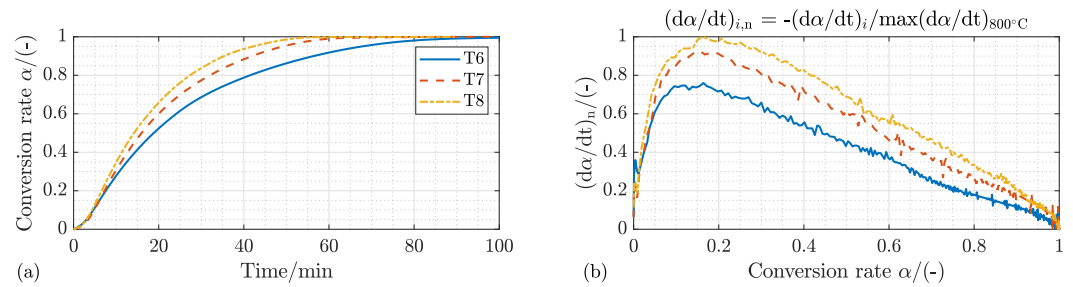 1
0.8
0.6
0.4
0.2
0
Conversion rate α/(-)
T6
T7
T8
0 20 40 60 80 100
Time/min
(a)
(dα/dt)i,n = -(dα/dt)i/max(dα/dt)800°C
1
0.8
0.6
0.4
0.2
0
(dα/dt)n/(-)
0 0.2 0.4 0.6 0.8 1
Conversion rate α/(-)
(b)